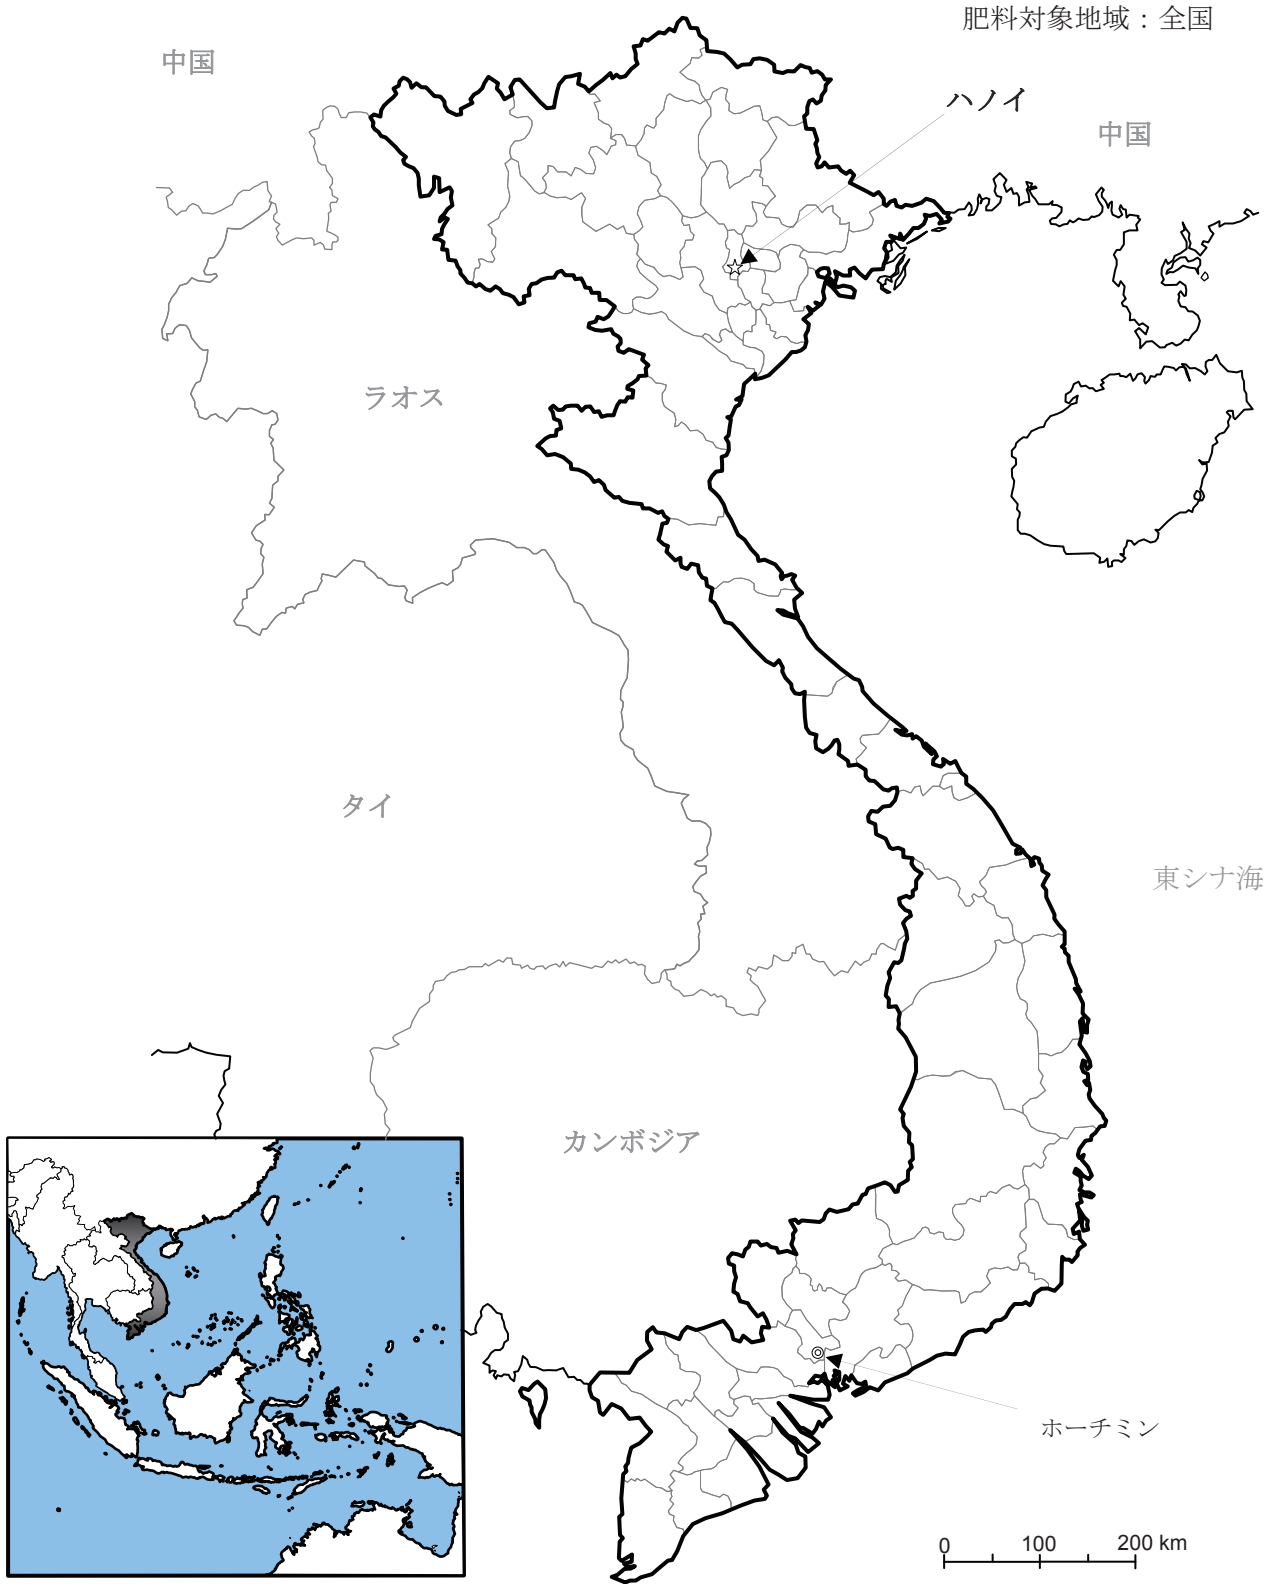 肥料対象地域：全国
中国
ハノイ
中国
ラオス
タイ
東シナ海
カンボジア
ホーチミン
0 100 200 km